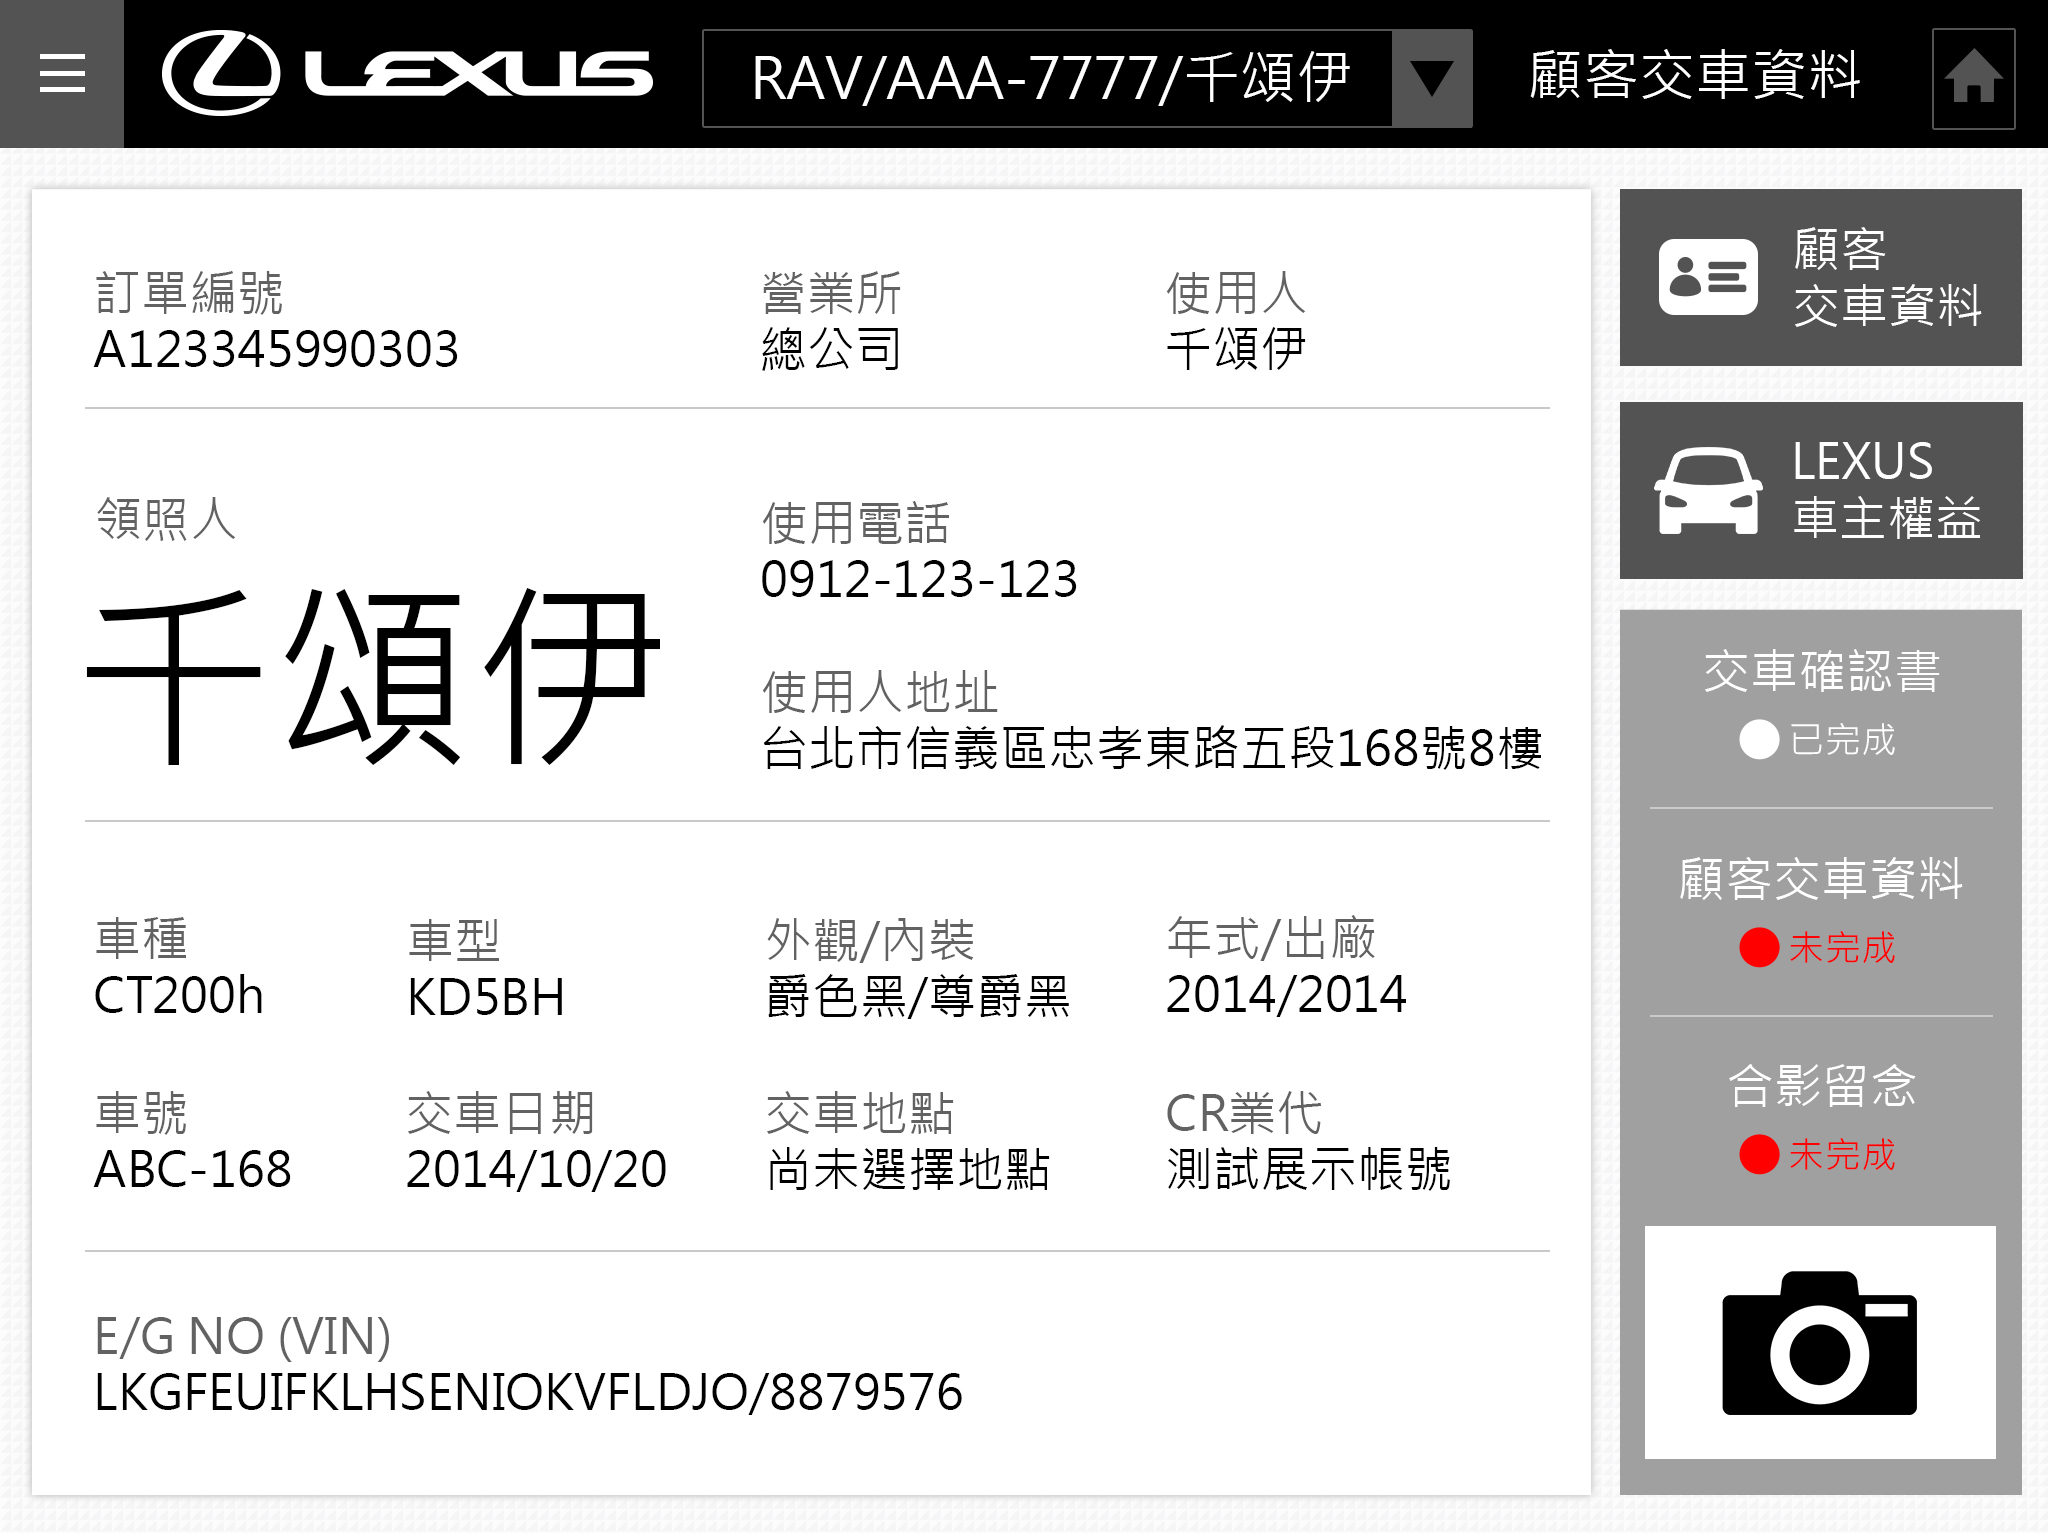 LEXUS
RAV/AAA-7777/千頌伊
顧客交車資料
訂單編號
A123345990303
營業所
總公司
使用人
千頌伊
領照人
千頌伊
使用電話
0912-123-123
使用人地址
台北市信義區忠孝東路五段168號8樓
車種
CT200h
車型
KD5BH
外觀/內裝
爵色黑/尊爵黑
年式/出廠
2014/2014
車號
ABC-168
交車日期
2014/10/20
交車地點
尚未選擇地點
CR業代
測試展示帳號
E/G NO (VIN)
LKGFEUIFKLHSENIOKVFLDJO/8879576
顧客
交車資料
LEXUS
車主權益
交車確認書
已完成
顧客交車資料
未完成
合影留念
未完成